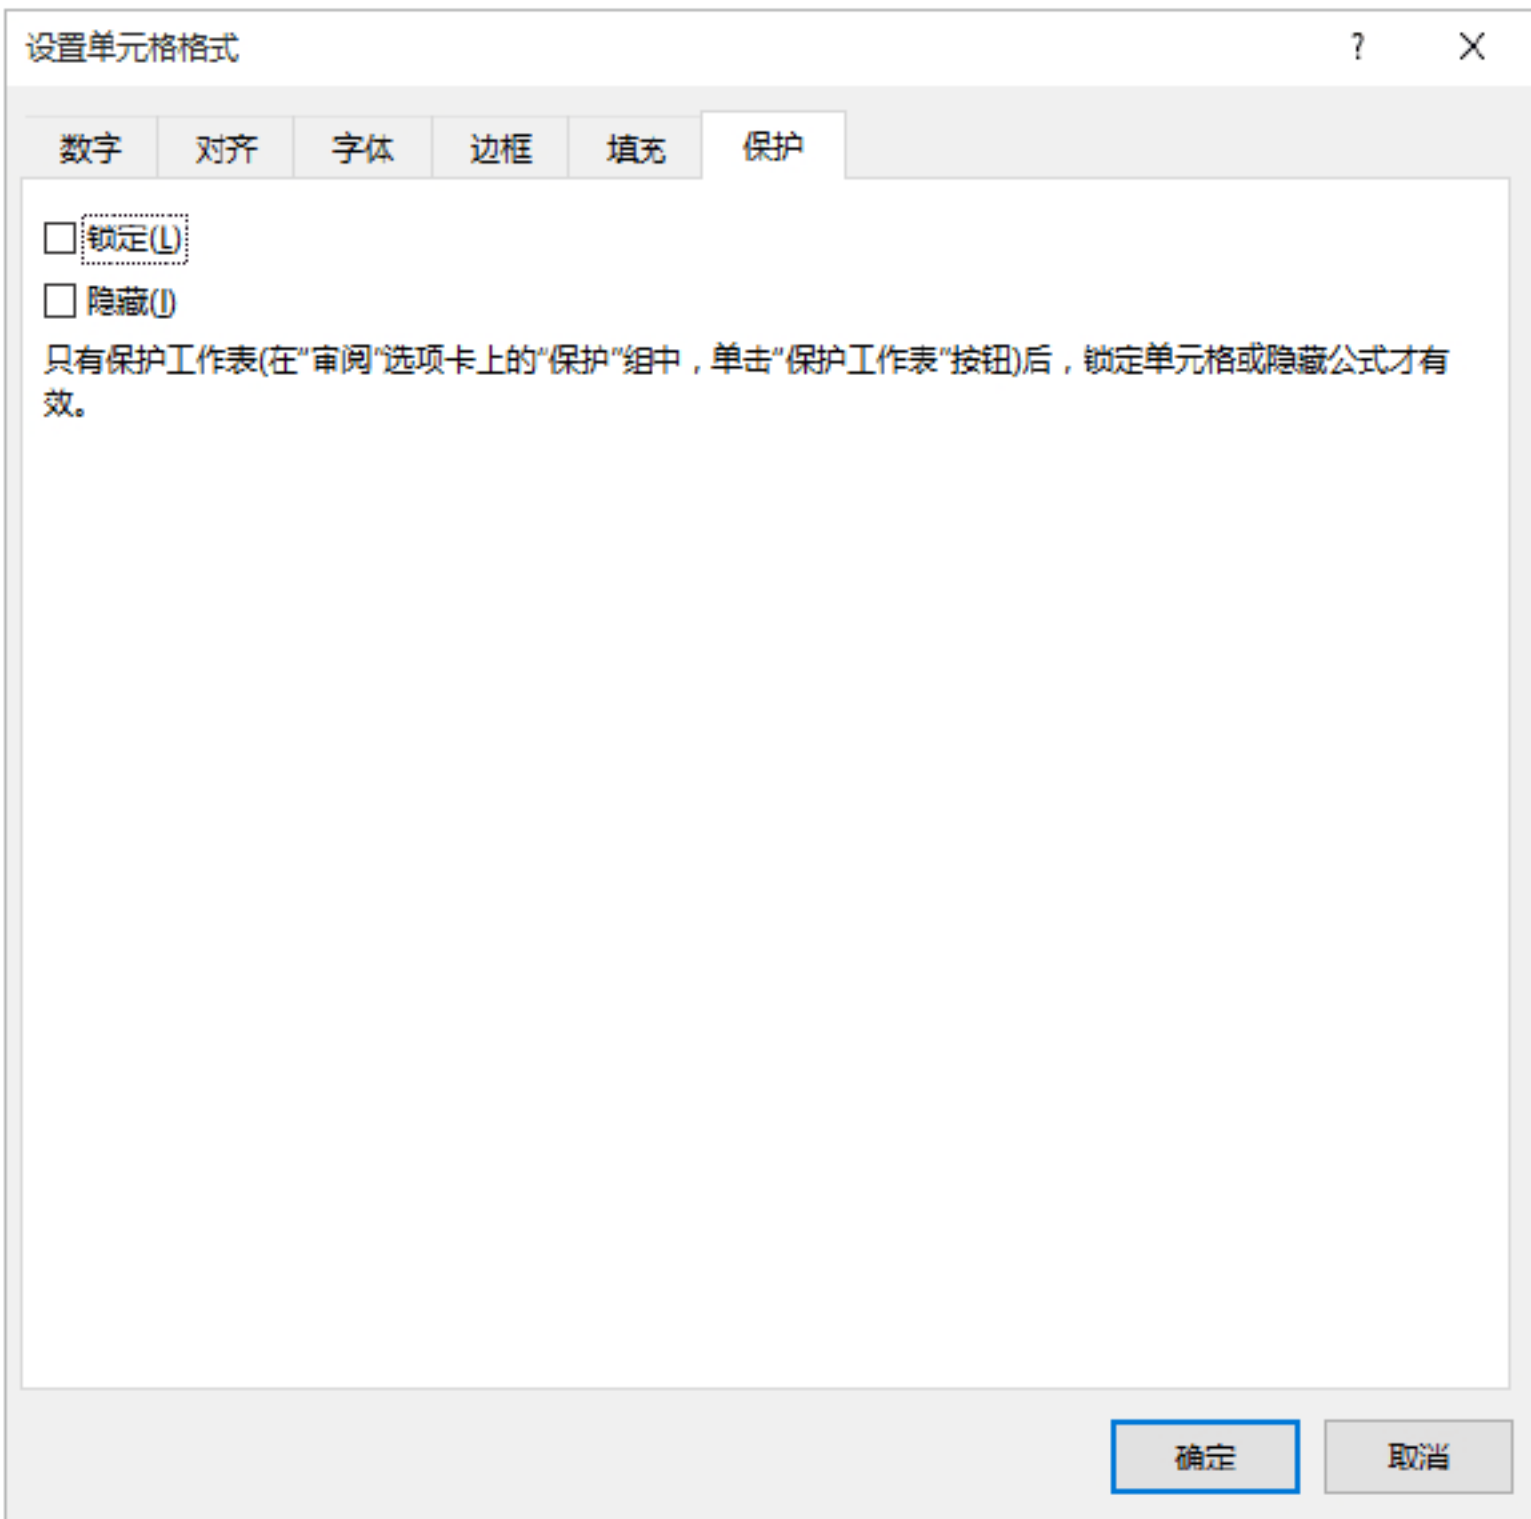 设置单元格格式
?
数字 对齐 字体 边框 填充 保护
锁定(L)
隐藏(I)
只有保护工作表(在“审阅”选项卡上的“保护”组中，单击“保护工作表”按钮)后，锁定单元格或隐藏公式才有
效。
确定 取消